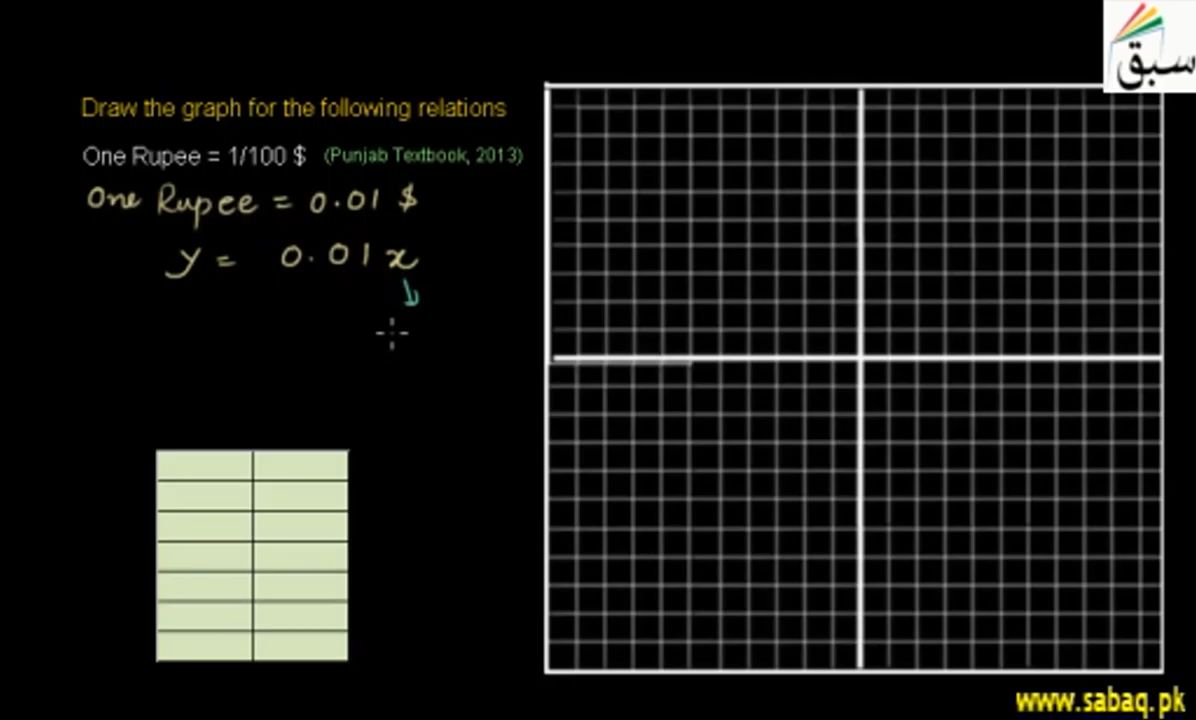 سبق
Draw the graph for the following relations
One Rupee = 1/100 $ (Punjab Textbook, 2013)
One Rupee = 0.01 $
y = 0.01 x
www.sabaq.pk